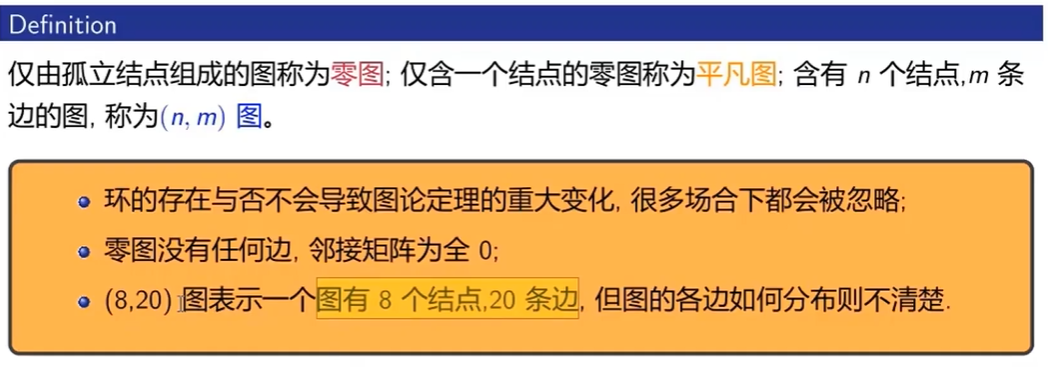 Definition
仅由孤立结点组成的图称为零图; 仅含一个结点的零图称为平凡图; 含有 n 个结点,m 条
边的图, 称为(n, m) 图。
环的存在与否不会导致图论定理的重大变化, 很多场合下都会被忽略;
零图没有任何边, 邻接矩阵为全 0;
(8,20) 图表示一个图有 8 个结点,20 条边, 但图的各边如何分布则不清楚.